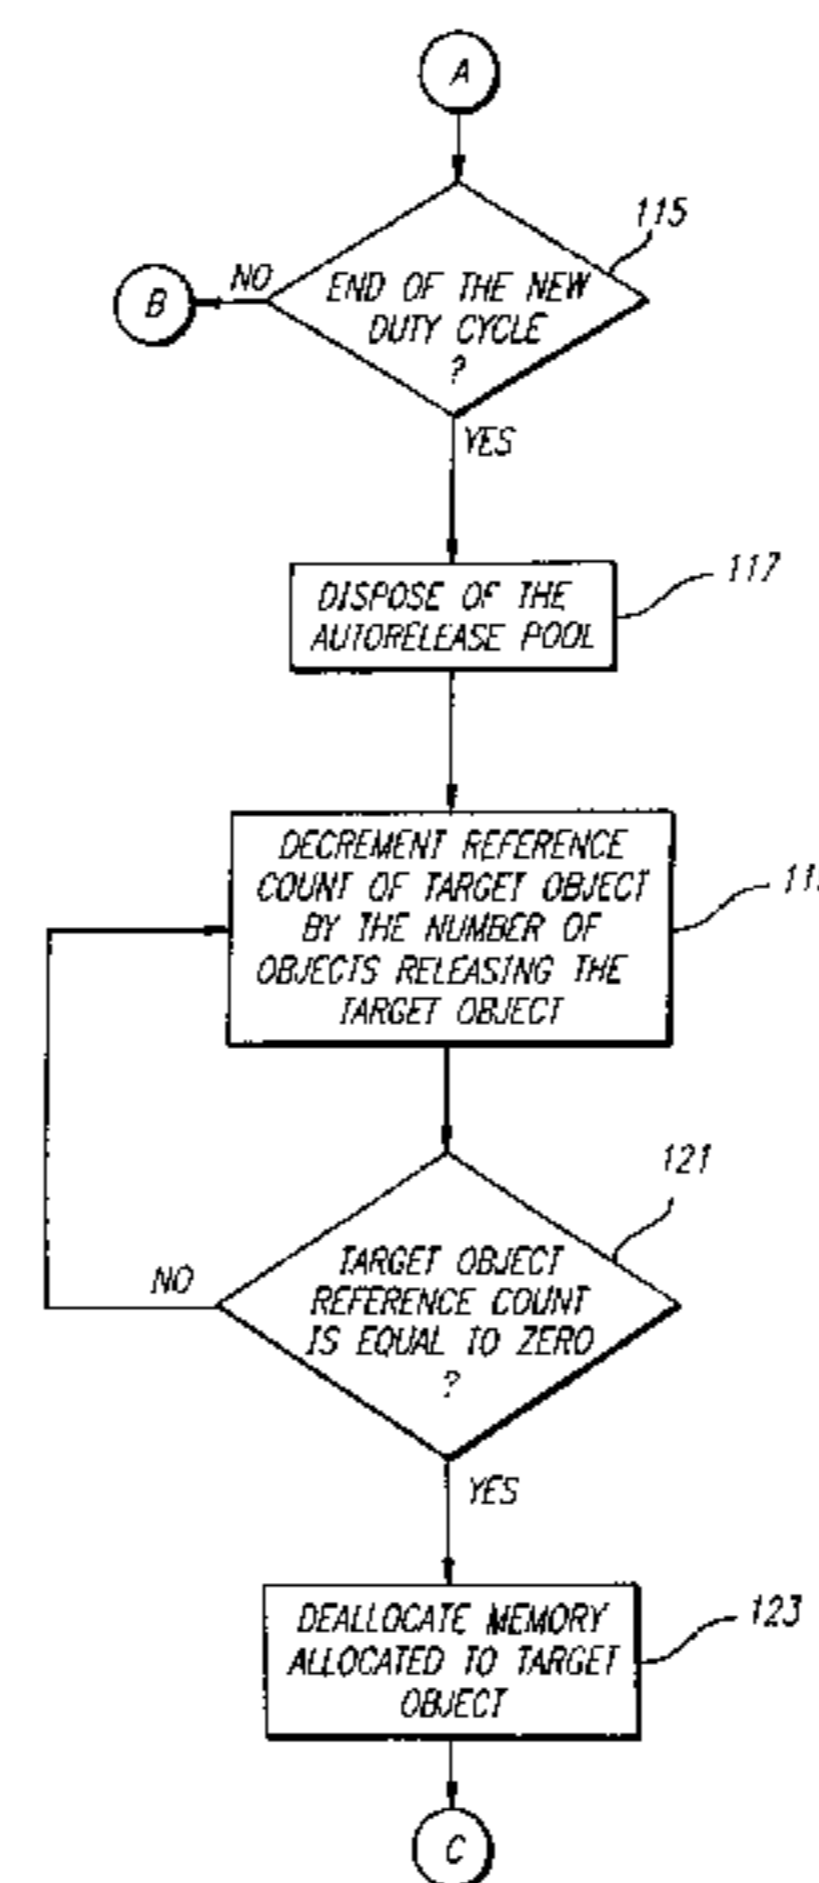 A
115
END OF THE NEW
DUTY CYCLE
?
NO
B
YES
117
DISPOSE OF THE
AUTORELEASE POOL
DECREMENT REFERENCE
COUNT OF TARGET OBJECT
BY THE NUMBER OF
OBJECTS RELEASING THE
TARGET OBJECT
121
TARGET OBJECT
REFERENCE COUNT
IS EQUAL TO ZERO
?
NO
YES
123
DEALLOCATE MEMORY
ALLOCATED TO TARGET
OBJECT
C